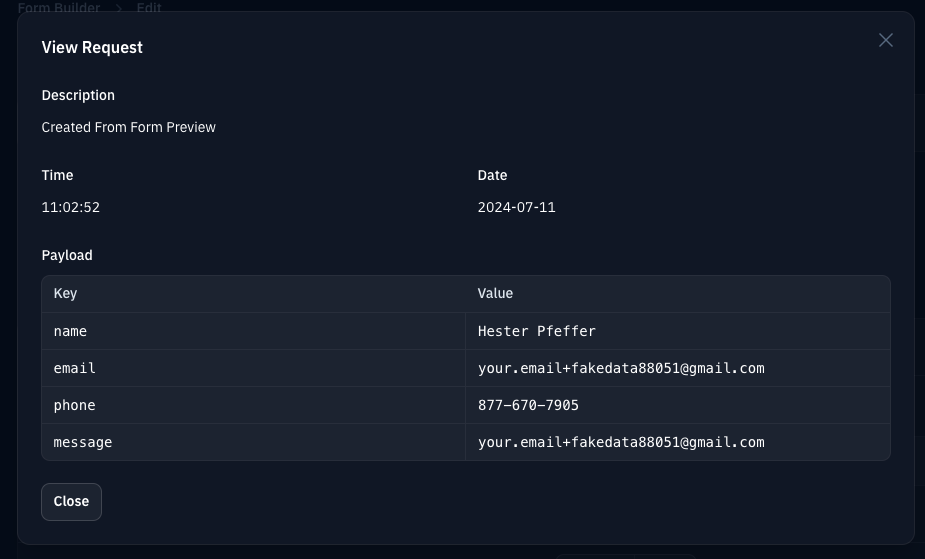 Form Builder > Edit
View Request
Description
Created From Form Preview
Time Date
11:02:52 2024-07-11
Payload
Key Value
name Hester Pfeffer
email your.email+fakedata88051@gmail.com
phone 877-670-7905
message your.email+fakedata88051@gmail.com
Close